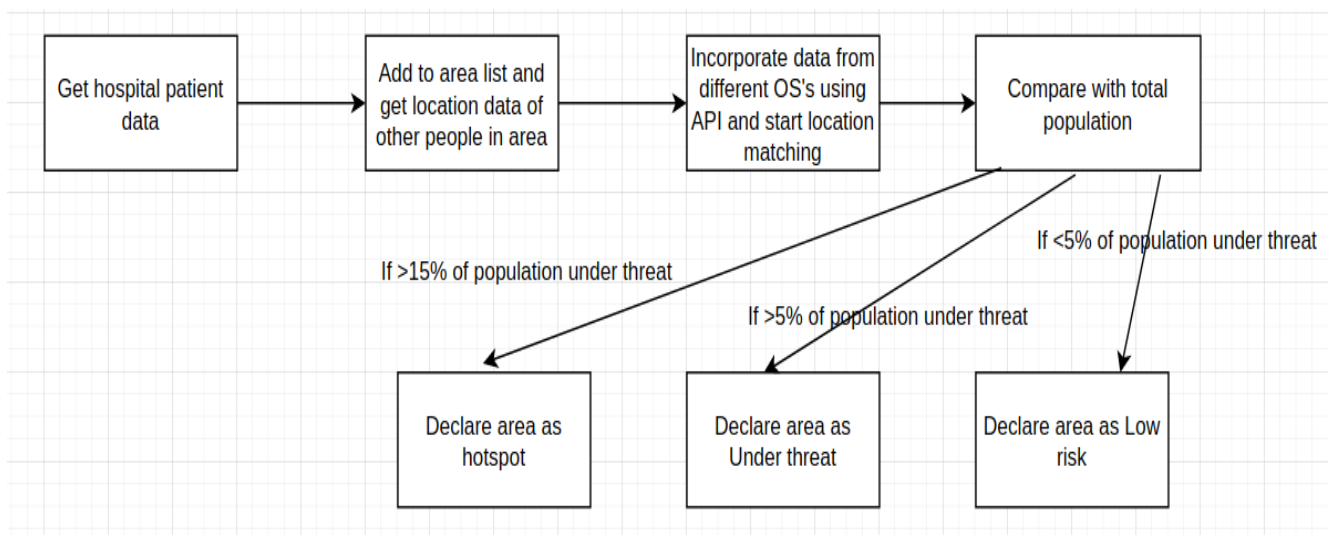 Get hospital patient
data
Add to area list and
get location data of
other people in area
Incorporate data from
different OS's using
API and start location
matching
Compare with total
population
If <5% of population under threat
If >15% of population under threat
If >5% of population under threat
Declare area as
hotspot
Declare area as
Under threat
Declare area as Low
risk